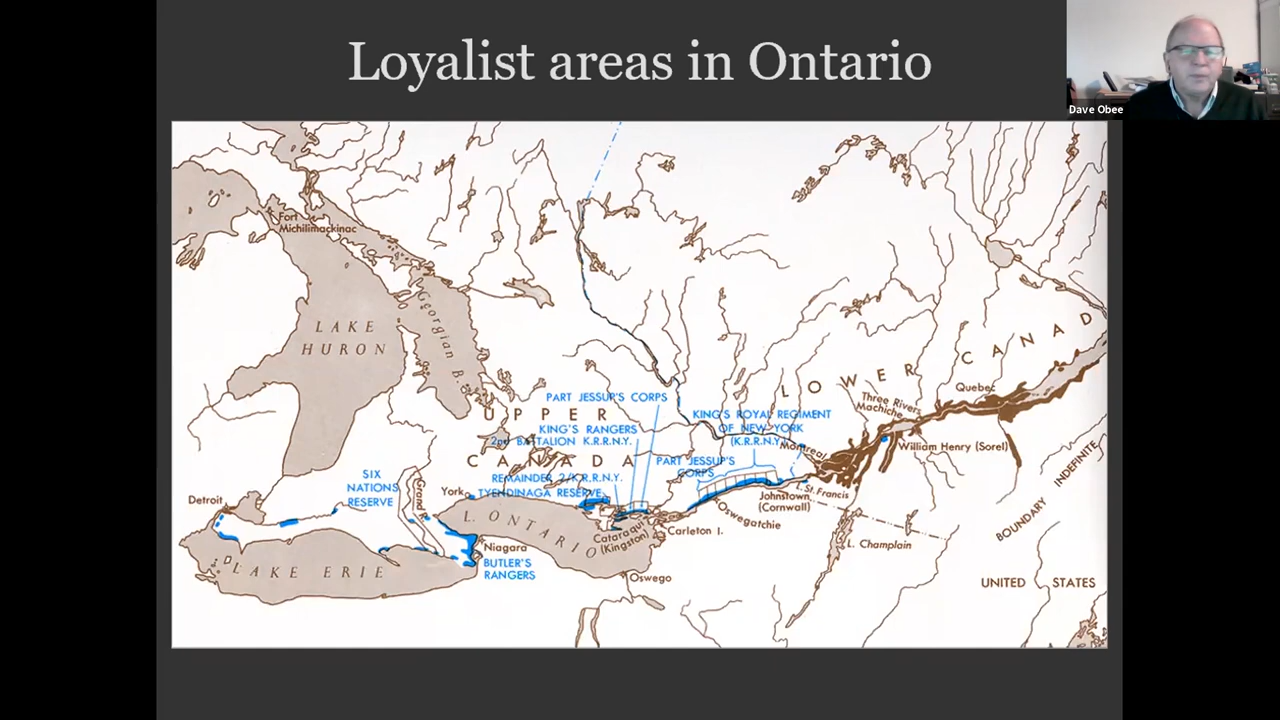 Loyalist areas in Ontario
Dave Obee
Fort
Michilimackinac
Georgian B.
LAKE
HURON
LOWER CANAD
Quebec
Three Rivers
Machiche
William Henry (Sorel)
PART JESSUP'S CORPS
UPPER
CANADA
KING'S RANGERS
2ND BATTALION K.R.R.N.Y.
KING'S ROYAL REGIMENT
OF NEW YORK
(K.R.R.N.Y.)
Montreal
PART JESSUP'S
CORPS
REMAINDER 2/K.R.R.N.Y.
TYENDINAGA RESERVE
SIX
NATIONS
RESERVE
Grand R.
Detroit
York
L. ONTARIO
Cataraqui
(Kingston)
Carleton I.
Oswegatchie
Johnstown
(Cornwall)
L. St. Francis
L. Champlain
BOUNDARY INDEFINITE
Niagara
BUTLER'S
RANGERS
LAKE ERIE
D
Oswego
UNITED STATES